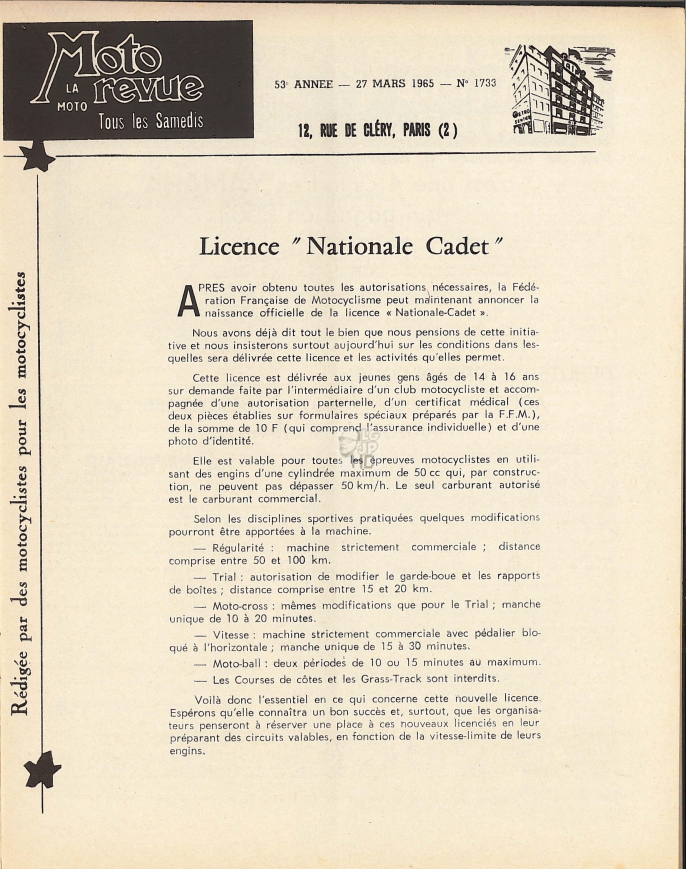 Moto
revue
LA
MOTO
Tous les Samedis
53e ANNEE — 27 MARS 1965 — No 1733
12, RUE DE CLÉRY, PARIS (2)
Rédigée par des motocyclistes pour les motocyclistes
Licence " Nationale Cadet "
APRES avoir obtenu toutes les autorisations nécessaires, la Fédé-
ration Française de Motocyclisme peut maintenant annoncer la
naissance officielle de la licence « Nationale-Cadet ».
Nous avons déjà dit tout le bien que nous pensons de cette initia-
tive et nous insisterons surtout aujourd'hui sur les conditions dans les-
quelles sera délivrée cette licence et les activités qu'elles permet.
Cette licence est délivrée aux jeunes gens âgés de 14 à 16 ans
sur demande faite par l'intermédiaire d'un club motocycliste et accom-
pagnée d'une autorisation parternelle, d'un certificat médical (ces
deux pièces établies sur formulaires spéciaux préparés par la F.F.M.),
de la somme de 10 F (qui comprend l'assurance individuelle) et d'une
photo d'identité.
Elle est valable pour toutes les épreuves motocyclistes en utili-
sant des engins d'une cylindrée maximum de 50 cc qui, par construc-
tion, ne peuvent pas dépasser 50 km/h. Le seul carburant autorisé
est le carburant commercial.
Selon les disciplines sportives pratiquées quelques modifications
pourront être apportées à la machine.
— Régularité : machine strictement commerciale ; distance
comprise entre 50 et 100 km.
— Trial : autorisation de modifier le garde-boue et les rapports
de boîtes ; distance comprise entre 15 et 20 km.
— Moto-cross : mêmes modifications que pour le Trial ; manche
unique de 10 à 20 minutes.
— Vitesse : machine strictement commerciale avec pédalier blo-
qué à l'horizontale ; manche unique de 15 à 30 minutes.
— Moto-ball : deux périodes de 10 ou 15 minutes au maximum.
— Les Courses de côtes et les Grass-Track sont interdits.
Voilà donc l'essentiel en ce qui concerne cette nouvelle licence.
Espérons qu'elle connaîtra un bon succès et, surtout, que les organisa-
teurs penseront à réserver une place à ces nouveaux licenciés en leur
préparant des circuits valables, en fonction de la vitesse-limite de leurs
engins.